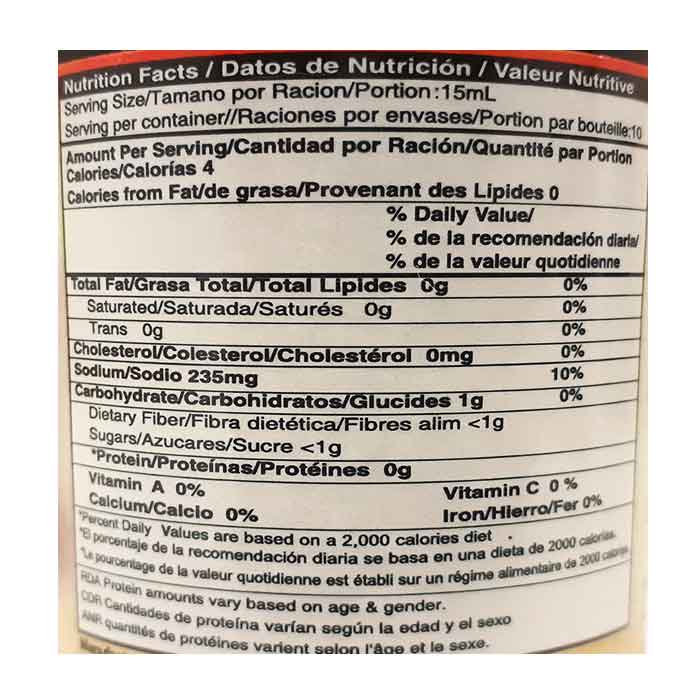 Nutrition Facts / Datos de Nutrición / Valeur Nutritive
Serving Size/Tamano por Racion/Portion:15mL
Serving per container//Raciones por envases/Portion par bouteille:10
Amount Per Serving/Cantidad por Ración/Quantité par Portion
Calories/Calorías 4
Calories from Fat/de grasa/Provenant des Lipides 0
% Daily Value/
% de la recomendación diaria/
% de la valeur quotidienne
Total Fat/Grasa Total/Total Lipides 0g 0%
Saturated/Saturada/Saturés 0g 0%
Trans 0g 0%
Cholesterol/Colesterol/Cholestérol 0mg 0%
Sodium/Sodio 235mg 10%
Carbohydrate/Carbohidratos/Glucides 1g 0%
Dietary Fiber/Fibra dietética/Fibres alim <1g
Sugars/Azucares/Sucre <1g
*Protein/Proteínas/Protéines 0g
Vitamin A 0% Vitamin C 0 %
Calcium/Calcio 0% Iron/Hierro/Fer 0%
*Percent Daily Values are based on a 2,000 calories diet .
*El porcentaje de la recomendación diaria se basa en una dieta de 2000 calorias.
*Le pourcentage de la valeur quotidienne est établi sur un régime alimentaire de 2000 calories
RDA Protein amounts vary based on age & gender.
CDR Cantidades de proteína varían según la edad y el sexo
ANR quantités de protéines varient selon l'âge et le sexe.